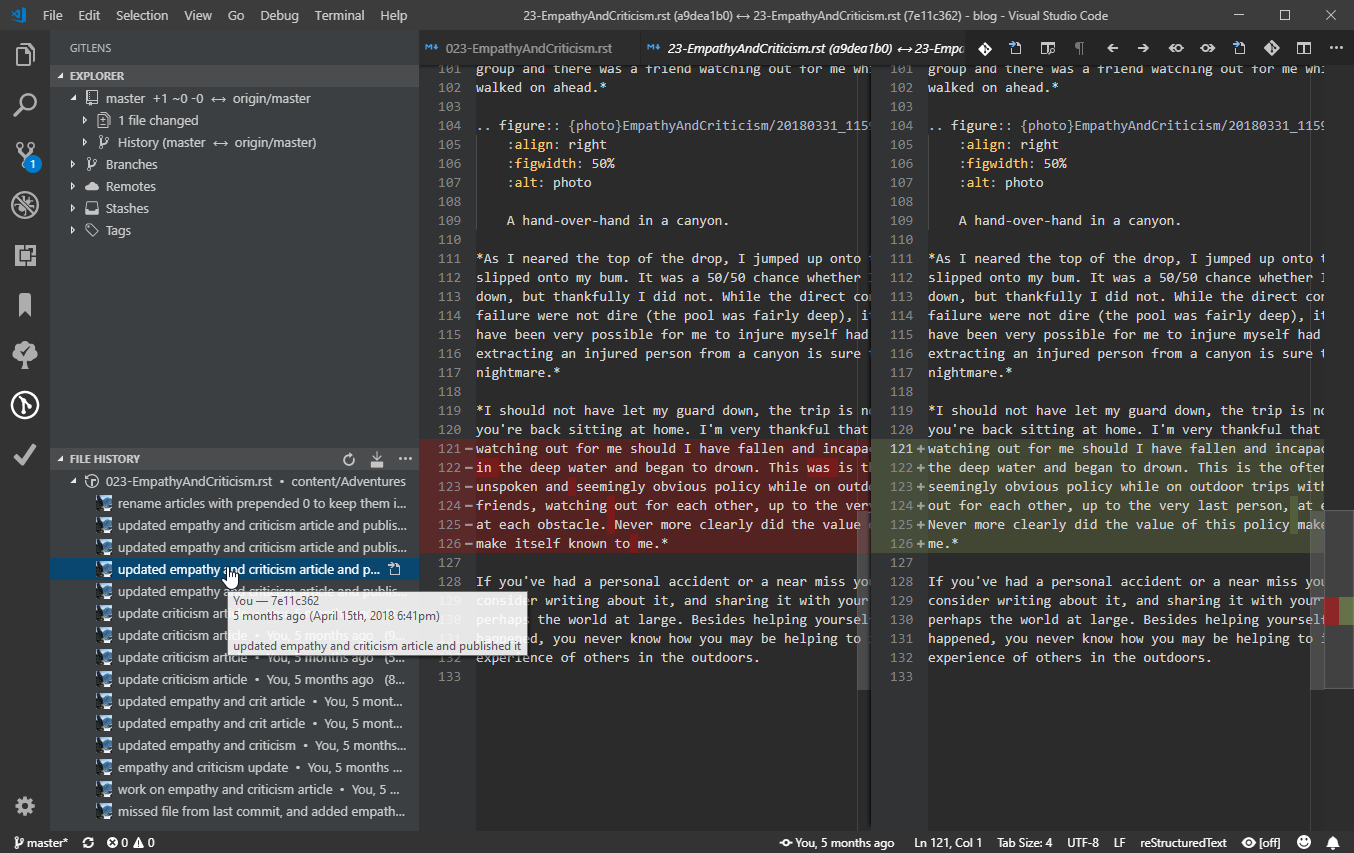 File Edit Selection View Go Debug Terminal Help 23-EmpathyAndCriticism.rst (a9dea1b0) ↔ 23-EmpathyAndCriticism.rst (7e11c362) - blog - Visual Studio Code
GITLENS
EXPLORER
master +1 ~0 -0 ↔ origin/master
1 file changed
History (master ↔ origin/master)
Branches
Remotes
Stashes
Tags
1
FILE HISTORY
023-EmpathyAndCriticism.rst • content/Adventures
rename articles with prepended 0 to keep them i...
updated empathy and criticism article and publis...
updated empathy and criticism article and publis...
updated empathy and criticism article and p...
updated empathy and criticism article and publis...
update criticism
update criticism article • You, 5 months ago (9...
update criticism article • You, 5 months ago
update criticism article • You, 5 months ago (8...
updated empathy and crit article • You, 5 mont...
updated empathy and crit article • You, 5 mont...
updated empathy and criticism • You, 5 months...
empathy and criticism update • You, 5 months ...
work on empathy and criticism article • You, 5 ...
missed file from last commit, and added empath...
You — 7e11c362
5 months ago (April 15th, 2018 6:41pm)
updated empathy and criticism article and published it
023-EmpathyAndCriticism.rst
23-EmpathyAndCriticism.rst (a9dea1b0) ↔ 23-Empa
101 group and there was a friend watching out for me whi
102 walked on ahead.*
103
104 .. figure:: {photo}EmpathyAndCriticism/20180331_1159
105 :align: right
106 :figwidth: 50%
107 :alt: photo
108
109 A hand-over-hand in a canyon.
110
111 *As I neared the top of the drop, I jumped up onto
112 slipped onto my bum. It was a 50/50 chance whether
113 down, but thankfully I did not. While the direct con
114 failure were not dire (the pool was fairly deep), it
115 have been very possible for me to injure myself had
116 extracting an injured person from a canyon is sure
117 nightmare.*
118
119 *I should not have let my guard down, the trip is no
120 you're back sitting at home. I'm very thankful that
121 - watching out for me should I have fallen and incapac
122 - in the deep water and began to drown. This was is th
123 - unspoken and seemingly obvious policy while on outdo
124 - friends, watching out for each other, up to the very
125 - at each obstacle. Never more clearly did the value
126 - make itself known to me.*
127
128 If you've had a personal accident or a near miss you
129 consider writing about it, and sharing it with your
130 perhaps the world at large. Besides helping yourself
131 happened, you never know how you may be helping to
132 experience of others in the outdoors.
133
101 group and there was a friend watching out for me whi
102 walked on ahead.*
103
104 .. figure:: {photo}EmpathyAndCriticism/20180331_1159
105 :align: right
106 :figwidth: 50%
107 :alt: photo
108
109 A hand-over-hand in a canyon.
110
111 *As I neared the top of the drop, I jumped up onto t
112 slipped onto my bum. It was a 50/50 chance whether I
113 down, but thankfully I did not. While the direct con
114 failure were not dire (the pool was fairly deep), it
115 have been very possible for me to injure myself had
116 extracting an injured person from a canyon is sure t
117 nightmare.*
118
119 *I should not have let my guard down, the trip is no
120 you're back sitting at home. I'm very thankful that
121 + watching out for me should I have fallen and incapac
122 + the deep water and began to drown. This is the often
123 + seemingly obvious policy while on outdoor trips with
124 + out for each other, up to the very last person, at e
125 + Never more clearly did the value of this policy make
126 + me.*
127
128 If you've had a personal accident or a near miss you
129 consider writing about it, and sharing it with your
130 perhaps the world at large. Besides helping yourself
131 happened, you never know how you may be helping to i
132 experience of others in the outdoors.
133
master* 0 0 You, 5 months ago Ln 121, Col 1 Tab Size: 4 UTF-8 LF reStructuredText [off]